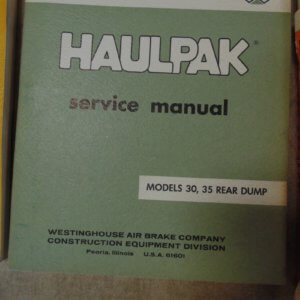 HAULPAK®
service manual
MODELS 30, 35 REAR DUMP
WESTINGHOUSE AIR BRAKE COMPANY
CONSTRUCTION EQUIPMENT DIVISION
Peoria, Illinois U.S.A. 61601